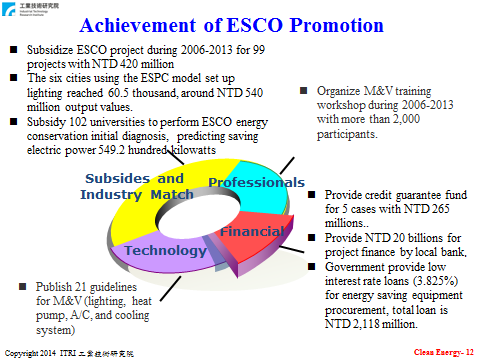 工業技術研究院
Industrial Technology
Research Institute
Achievement of ESCO Promotion
Subsidize ESCO project during 2006-2013 for 99
projects with NTD 420 million
The six cities using the ESPC model set up
lighting reached 60.5 thousand, around NTD 540
million output values.
Subsidy 102 universities to perform ESCO energy
conservation initial diagnosis, predicting saving
electric power 549.2 hundred kilowatts
Organize M&V training
workshop during 2006-2013
with more than 2,000
participants.
Subsides and
Industry Match
Professionals
Financial
Technology
Provide credit guarantee fund
for 5 cases with NTD 265
millions..
Provide NTD 20 billions for
project finance by local bank,
Government provide low
interest rate loans (3.825%)
for energy saving equipment
procurement, total loan is
NTD 2,118 million.
Publish 21 guidelines
for M&V (lighting, heat
pump, A/C, and cooling
system)
Copyright 2014 ITRI 工業技術研究院
Clean Energy- 12